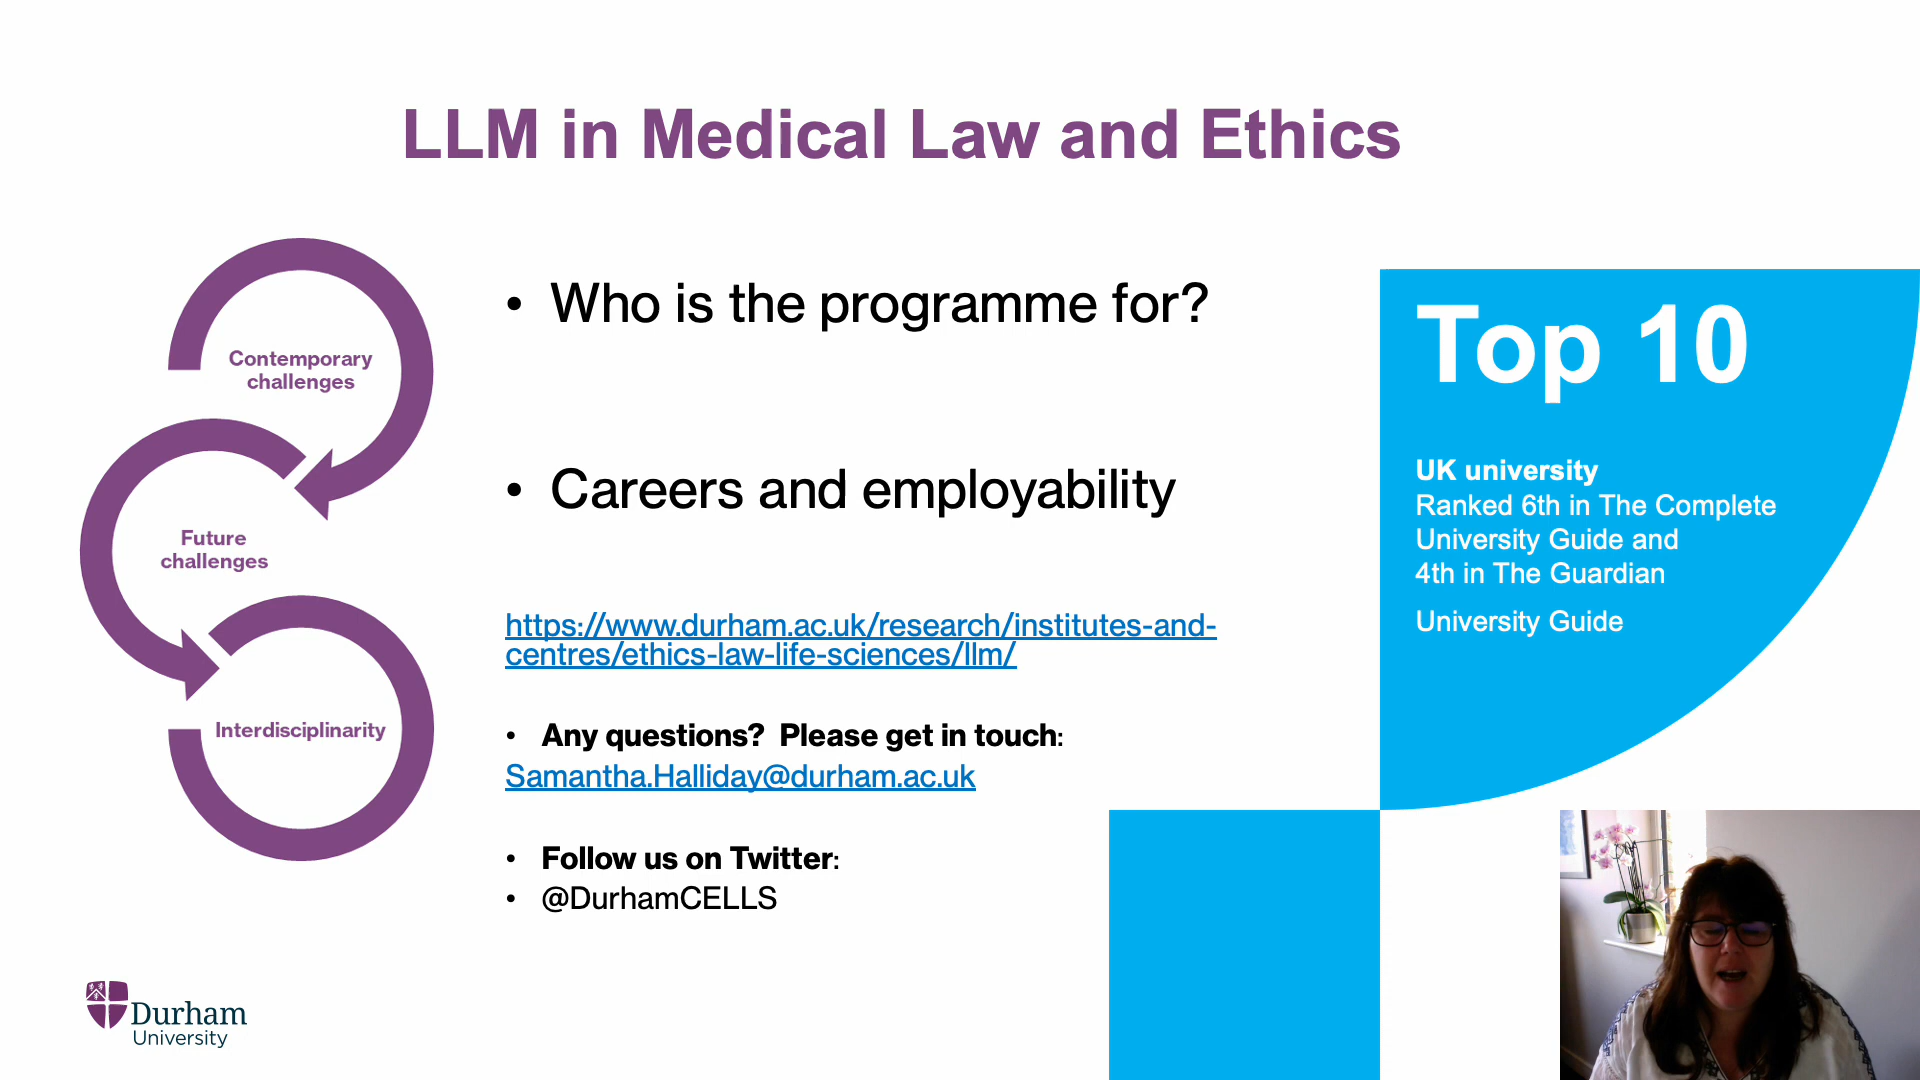 LLM in Medical Law and Ethics
Contemporary
challenges
Future
challenges
Interdisciplinarity
• Who is the programme for?
• Careers and employability
https://www.durham.ac.uk/research/institutes-and-
centres/ethics-law-life-sciences/llm/
• Any questions?  Please get in touch:
Samantha.Halliday@durham.ac.uk
• Follow us on Twitter:
• @DurhamCELLS
Top 10
UK university
Ranked 6th in The Complete
University Guide and
4th in The Guardian
University Guide
Durham
University